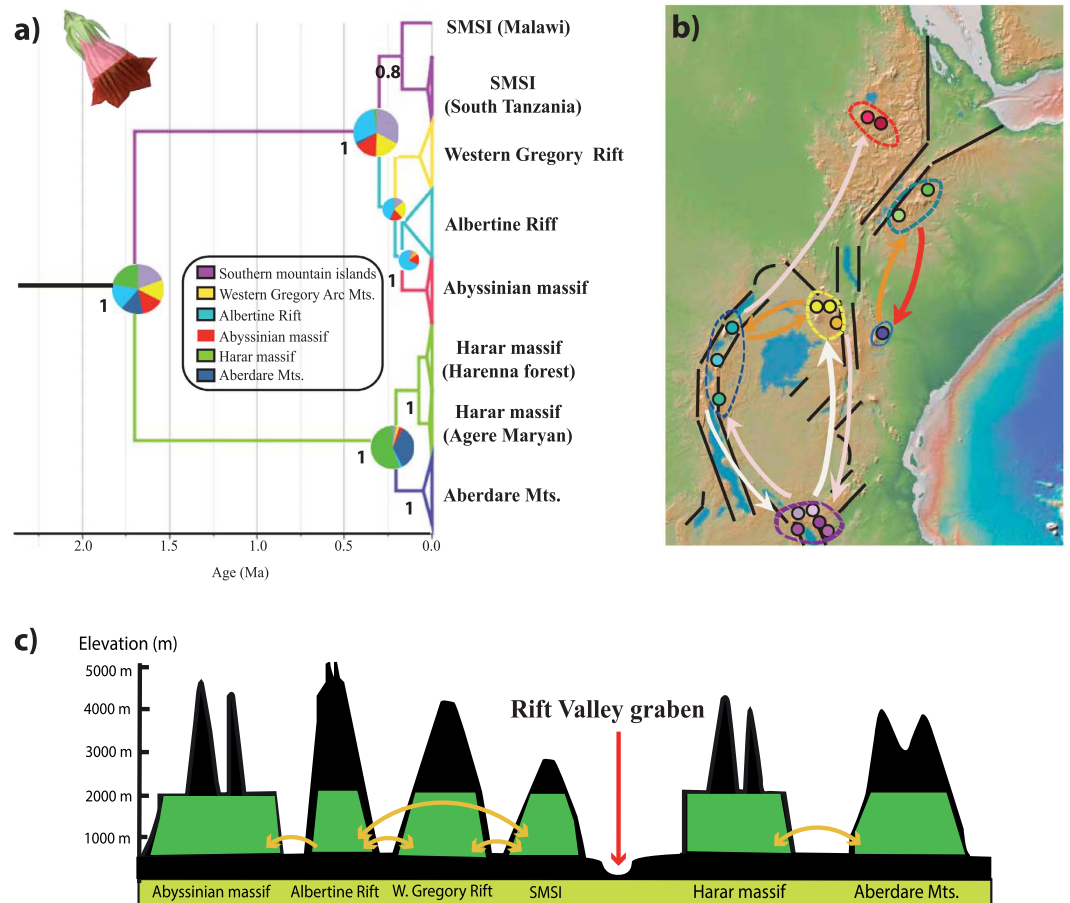 a)
SMSI (Malawi)
0.8
SMSI
(South Tanzania)
1
Western Gregory Rift
Albertine Riff
1
Abyssinian massif
1
Southern mountain islands
Western Gregory Arc Mts.
Albertine Rift
Abyssinian massif
Harar massif
Aberdare Mts.
Harar massif
(Harenna forest)
1
Harar massif
(Agere Maryan)
1
Aberdare Mts.
1
2.0 1.5 1.0 0.5 0.0
Age (Ma)
b)
c)
Elevation (m)
5000 m
4000 m
3000 m
2000 m
1000 m
Rift Valley graben
Abyssinian massif Albertine Rift W. Gregory Rift SMSI Harar massif Aberdare Mts.